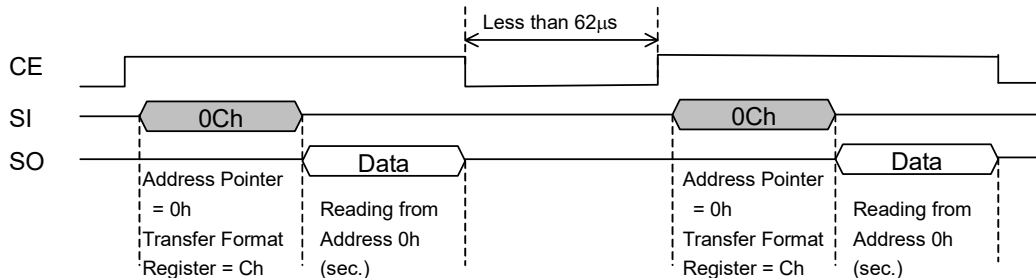 Less than 62μs
CE
SI
0Ch
0Ch
SO
Data
Data
Address Pointer
= 0h
Transfer Format
Register = Ch
Reading from
Address 0h
(sec.)
Address Pointer
= 0h
Transfer Format
Register = Ch
Reading from
Address 0h
(sec.)